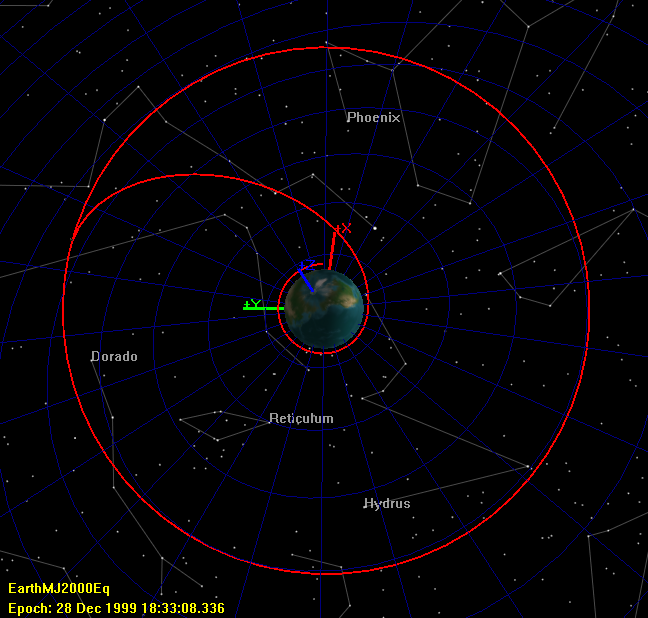 Phoenix
+X
+Y
Dorado
Reticulum
Hydrus
EarthMJ2000Eq
Epoch: 28 Dec 1999 18:33:08.336